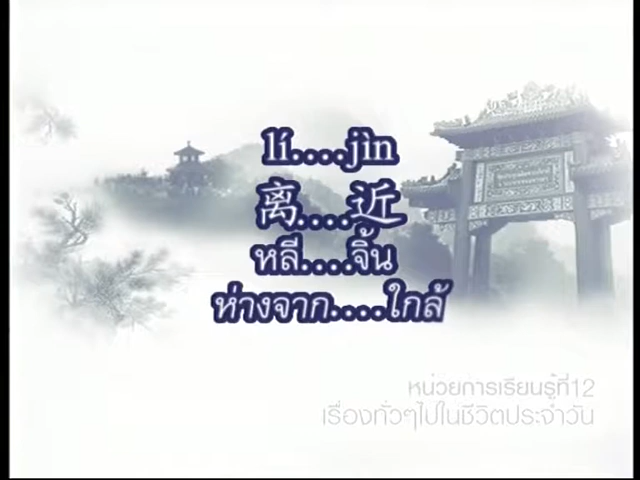 lí....jìn
离....近
หลี....จิ้น
ห่างจาก....ใกล้
หน่วยการเรียนรู้ที่12
เรื่องทั่วๆไปในชีวิตประจำวัน